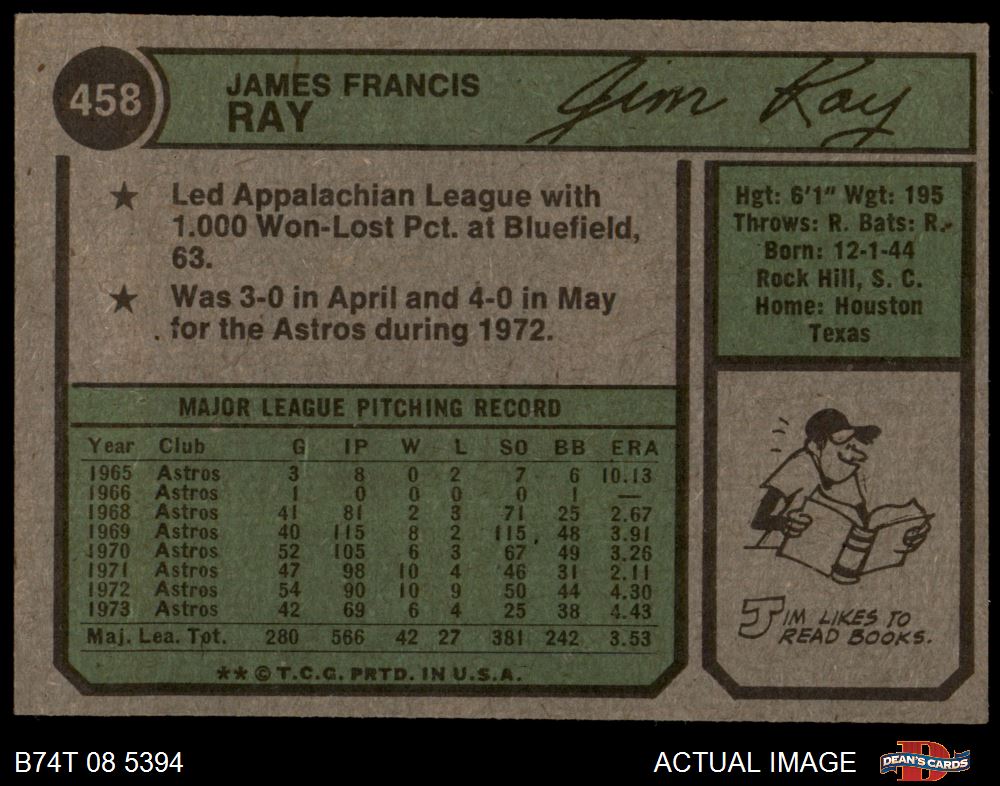 458
JAMES FRANCIS
RAY
Jim Ray
★ Led Appalachian League with
1.000 Won-Lost Pct. at Bluefield,
63.
★ Was 3-0 in April and 4-0 in May
for the Astros during 1972.
Hgt: 6'1" Wgt: 195
Throws: R. Bats: R.
Born: 12-1-44
Rock Hill, S. C.
Home: Houston
Texas
MAJOR LEAGUE PITCHING RECORD
Year Club G IP W L SO BB ERA
1965 Astros 3 8 0 2 7 6 10.13
1966 Astros 1 0 0 0 0 1 —
1968 Astros 41 81 2 3 71 25 2.67
1969 Astros 40 115 8 2 115 48 3.91
1970 Astros 52 105 6 3 67 49 3.26
1971 Astros 47 98 10 4 46 31 2.11
1972 Astros 54 90 10 9 50 44 4.30
1973 Astros 42 69 6 4 25 38 4.43
Maj. Lea. Tot. 280 566 42 27 381 242 3.53
**©T.C.G. PRTD. IN U.S.A.
JIM LIKES TO
READ BOOKS.
B74T 08 5394
ACTUAL IMAGE
DEAN'S CARDS